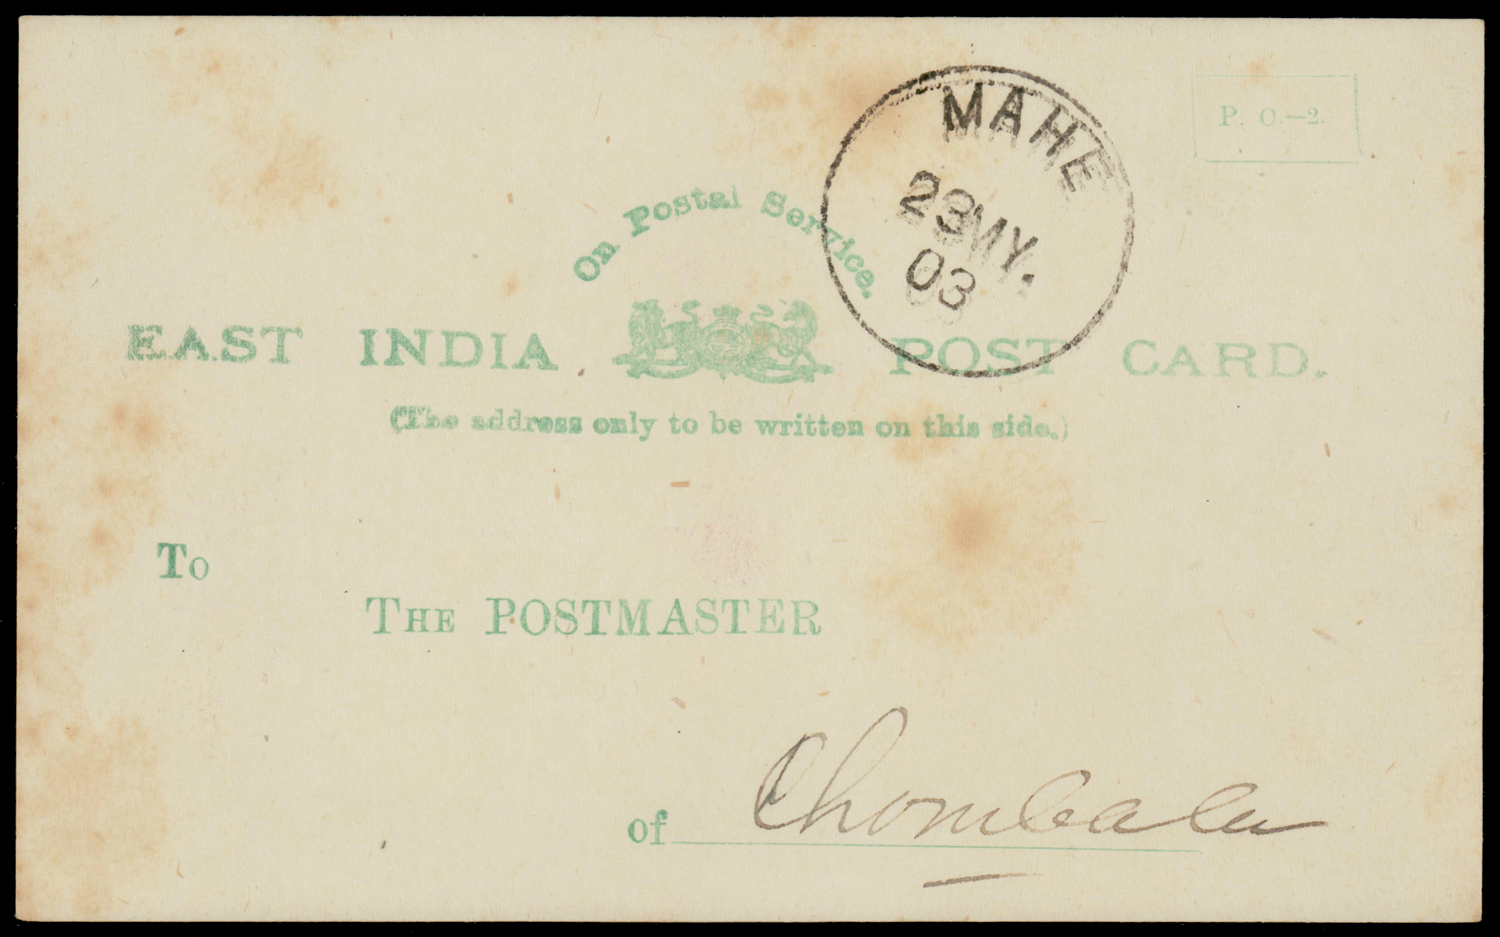 P. O.—2.
MAHE
23 MY.
03
On Postal Service.
EAST INDIA POST CARD.
(The address only to be written on this side.)
To
THE POSTMASTER
of Chombala